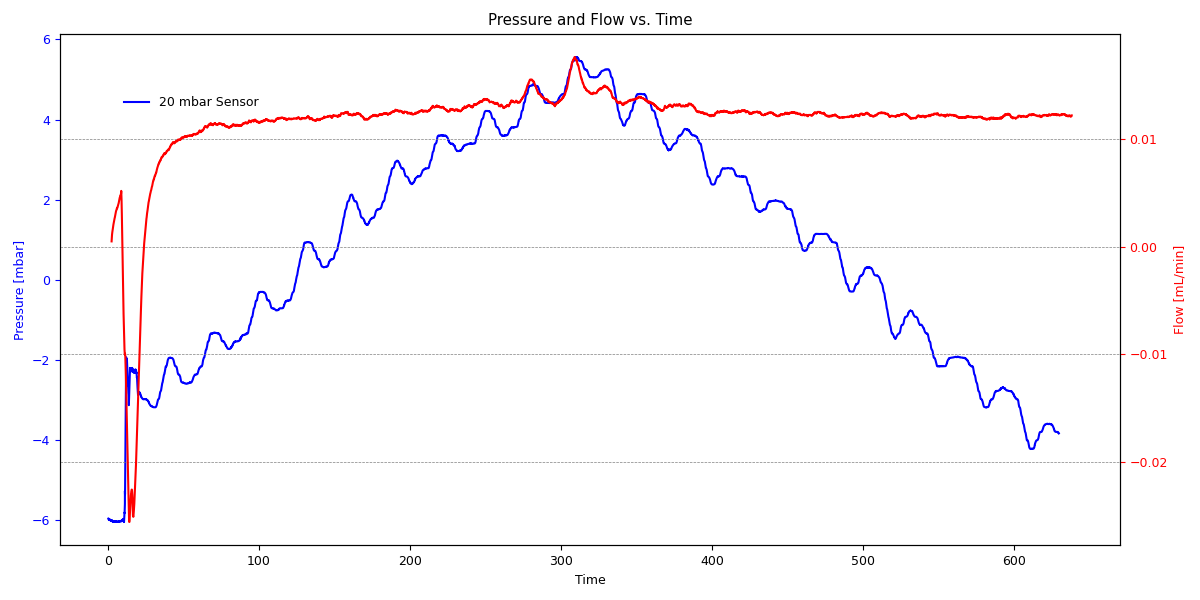 Pressure and Flow vs. Time
20 mbar Sensor
Pressure [mbar]
6
4
2
0
−2
−4
−6
0.01
0.00
−0.01
−0.02
Flow [mL/min]
0 100 200 300 400 500 600
Time